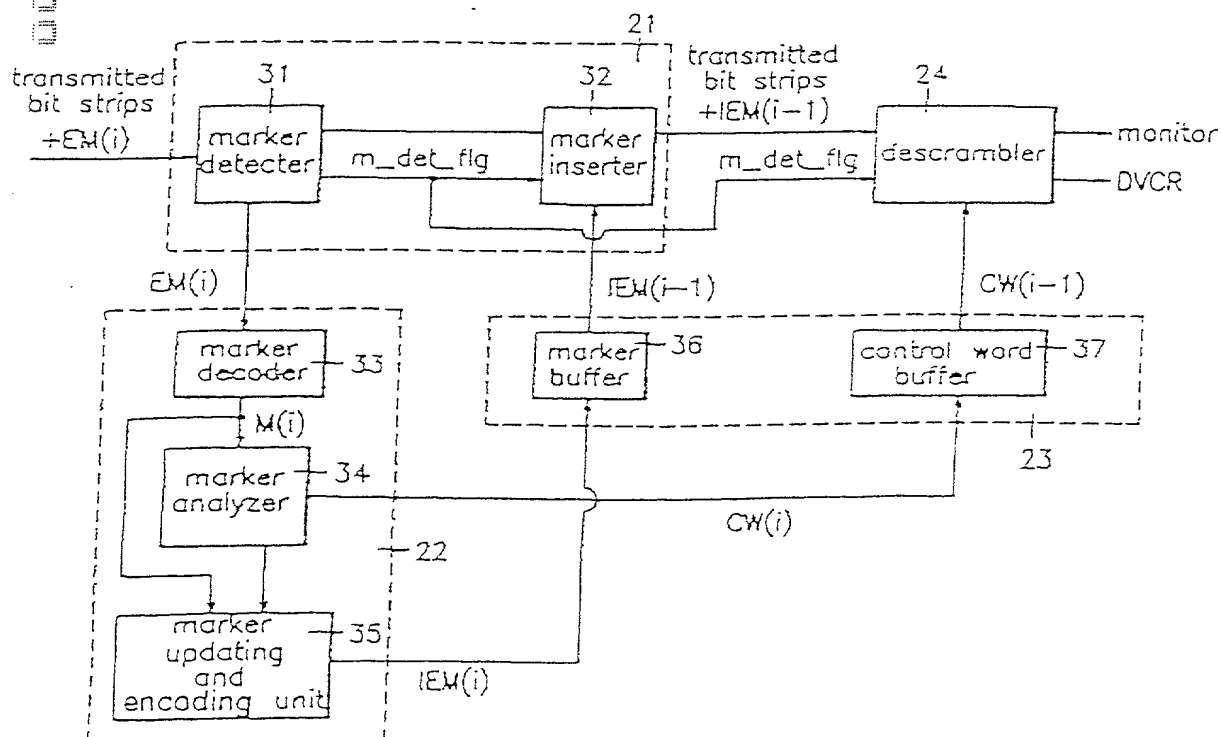 21
transmitted
bit strips
+EM(i)
31
32
transmitted
bit strips
+IEM(i-1)
24
marker
detecter
m_det_flg
marker
inserter
m_det_flg
descrambler
monitor
DVCR
EM(i)
IEM(i-1)
CW(i-1)
marker
decoder
33
marker
buffer
36
control word
buffer
37
M(i)
marker
analyzer
34
23
CW(i)
22
marker
updating
and
encoding unit
35
IEM(i)